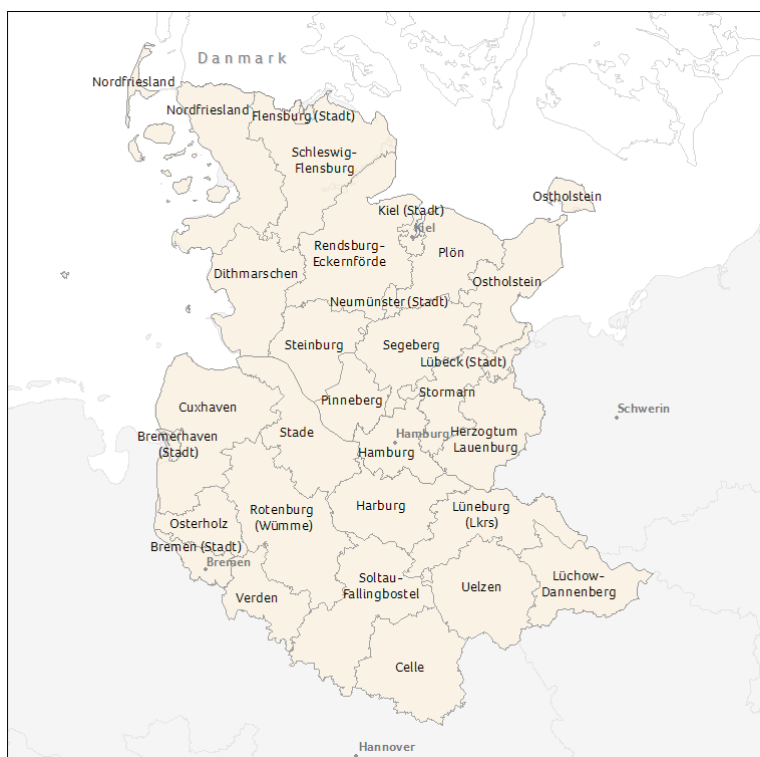 Danmark
Nordfriesland
Nordfriesland
Flensburg (Stadt)
Schleswig-
Flensburg
Ostholstein
Kiel (Stadt)
Kiel
Rendsburg-
Eckernförde
Plön
Dithmarschen
Ostholstein
Neumünster (Stadt)
Steinburg
Segeberg
Lübeck (Stadt)
Pinneberg
Stormarn
Cuxhaven
Schwerin
Stade
Bremerhaven
(Stadt)
Hamburg
Herzogtum
Lauenburg
Hamburg
Rotenburg
(Wümme)
Harburg
Lüneburg
(Lkrs)
Osterholz
Bremen (Stadt)
Bremen
Soltau-
Fallingbostel
Uelzen
Lüchow-
Dannenberg
Verden
Celle
Hannover